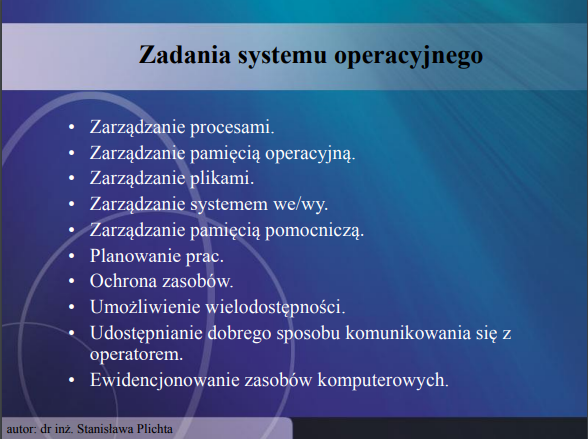 Zadania systemu operacyjnego
• Zarządzanie procesami.
• Zarządzanie pamięcią operacyjną.
• Zarządzanie plikami.
• Zarządzanie systemem we/wy.
• Zarządzanie pamięcią pomocniczą.
• Planowanie prac.
• Ochrona zasobów.
• Umożliwienie wielodostępności.
• Udostępnianie dobrego sposobu komunikowania się z
operatorem.
• Ewidencjonowanie zasobów komputerowych.
autor: dr inż. Stanisława Plichta